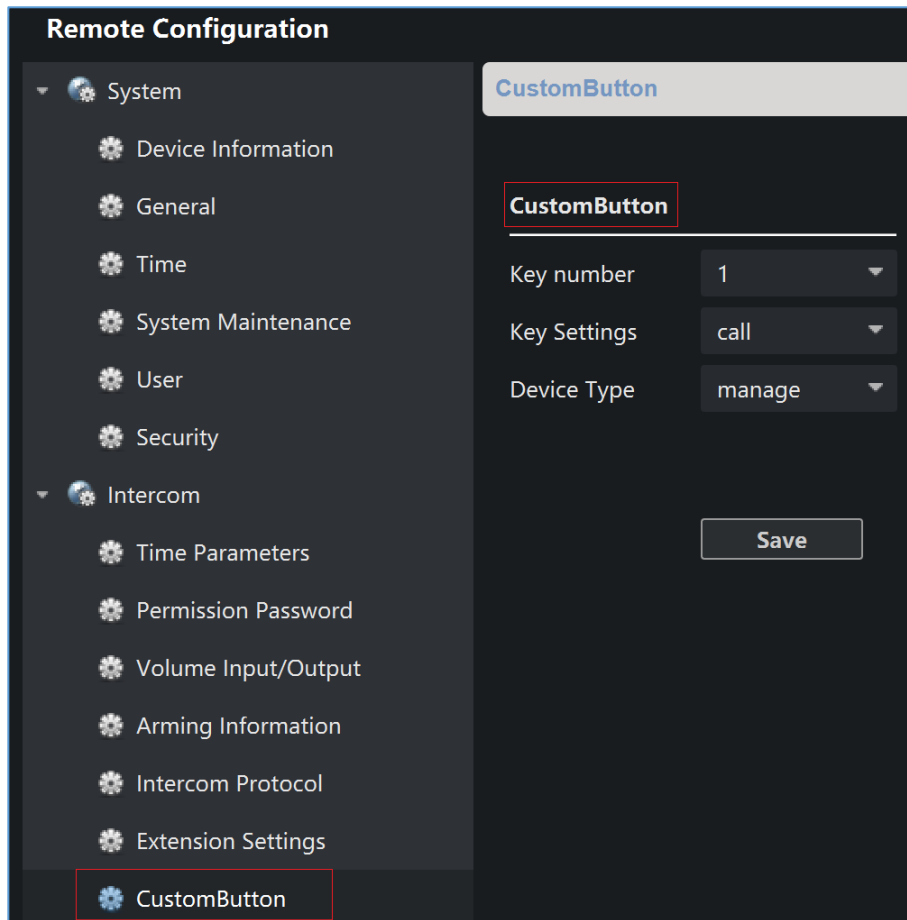 Remote Configuration
System
Device Information
General
Time
System Maintenance
User
Security
Intercom
Time Parameters
Permission Password
Volume Input/Output
Arming Information
Intercom Protocol
Extension Settings
CustomButton
CustomButton
CustomButton
Key number 1
Key Settings call
Device Type manage
Save